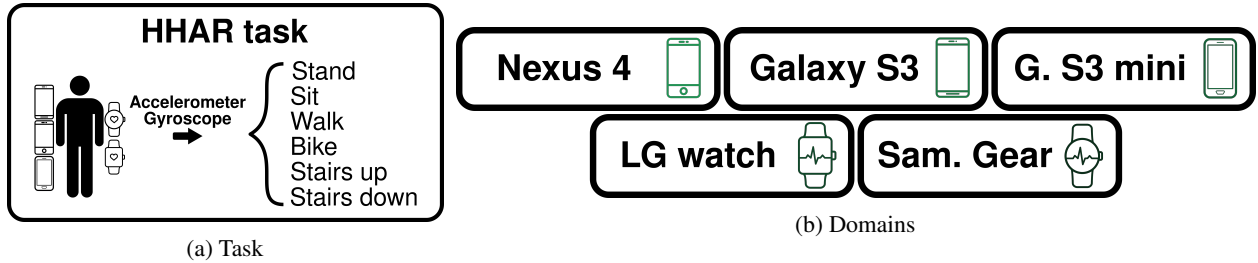 HHAR task
Accelerometer
Gyroscope
Stand
Sit
Walk
Bike
Stairs up
Stairs down
(a) Task
Nexus 4
Galaxy S3
G. S3 mini
LG watch
Sam. Gear
(b) Domains